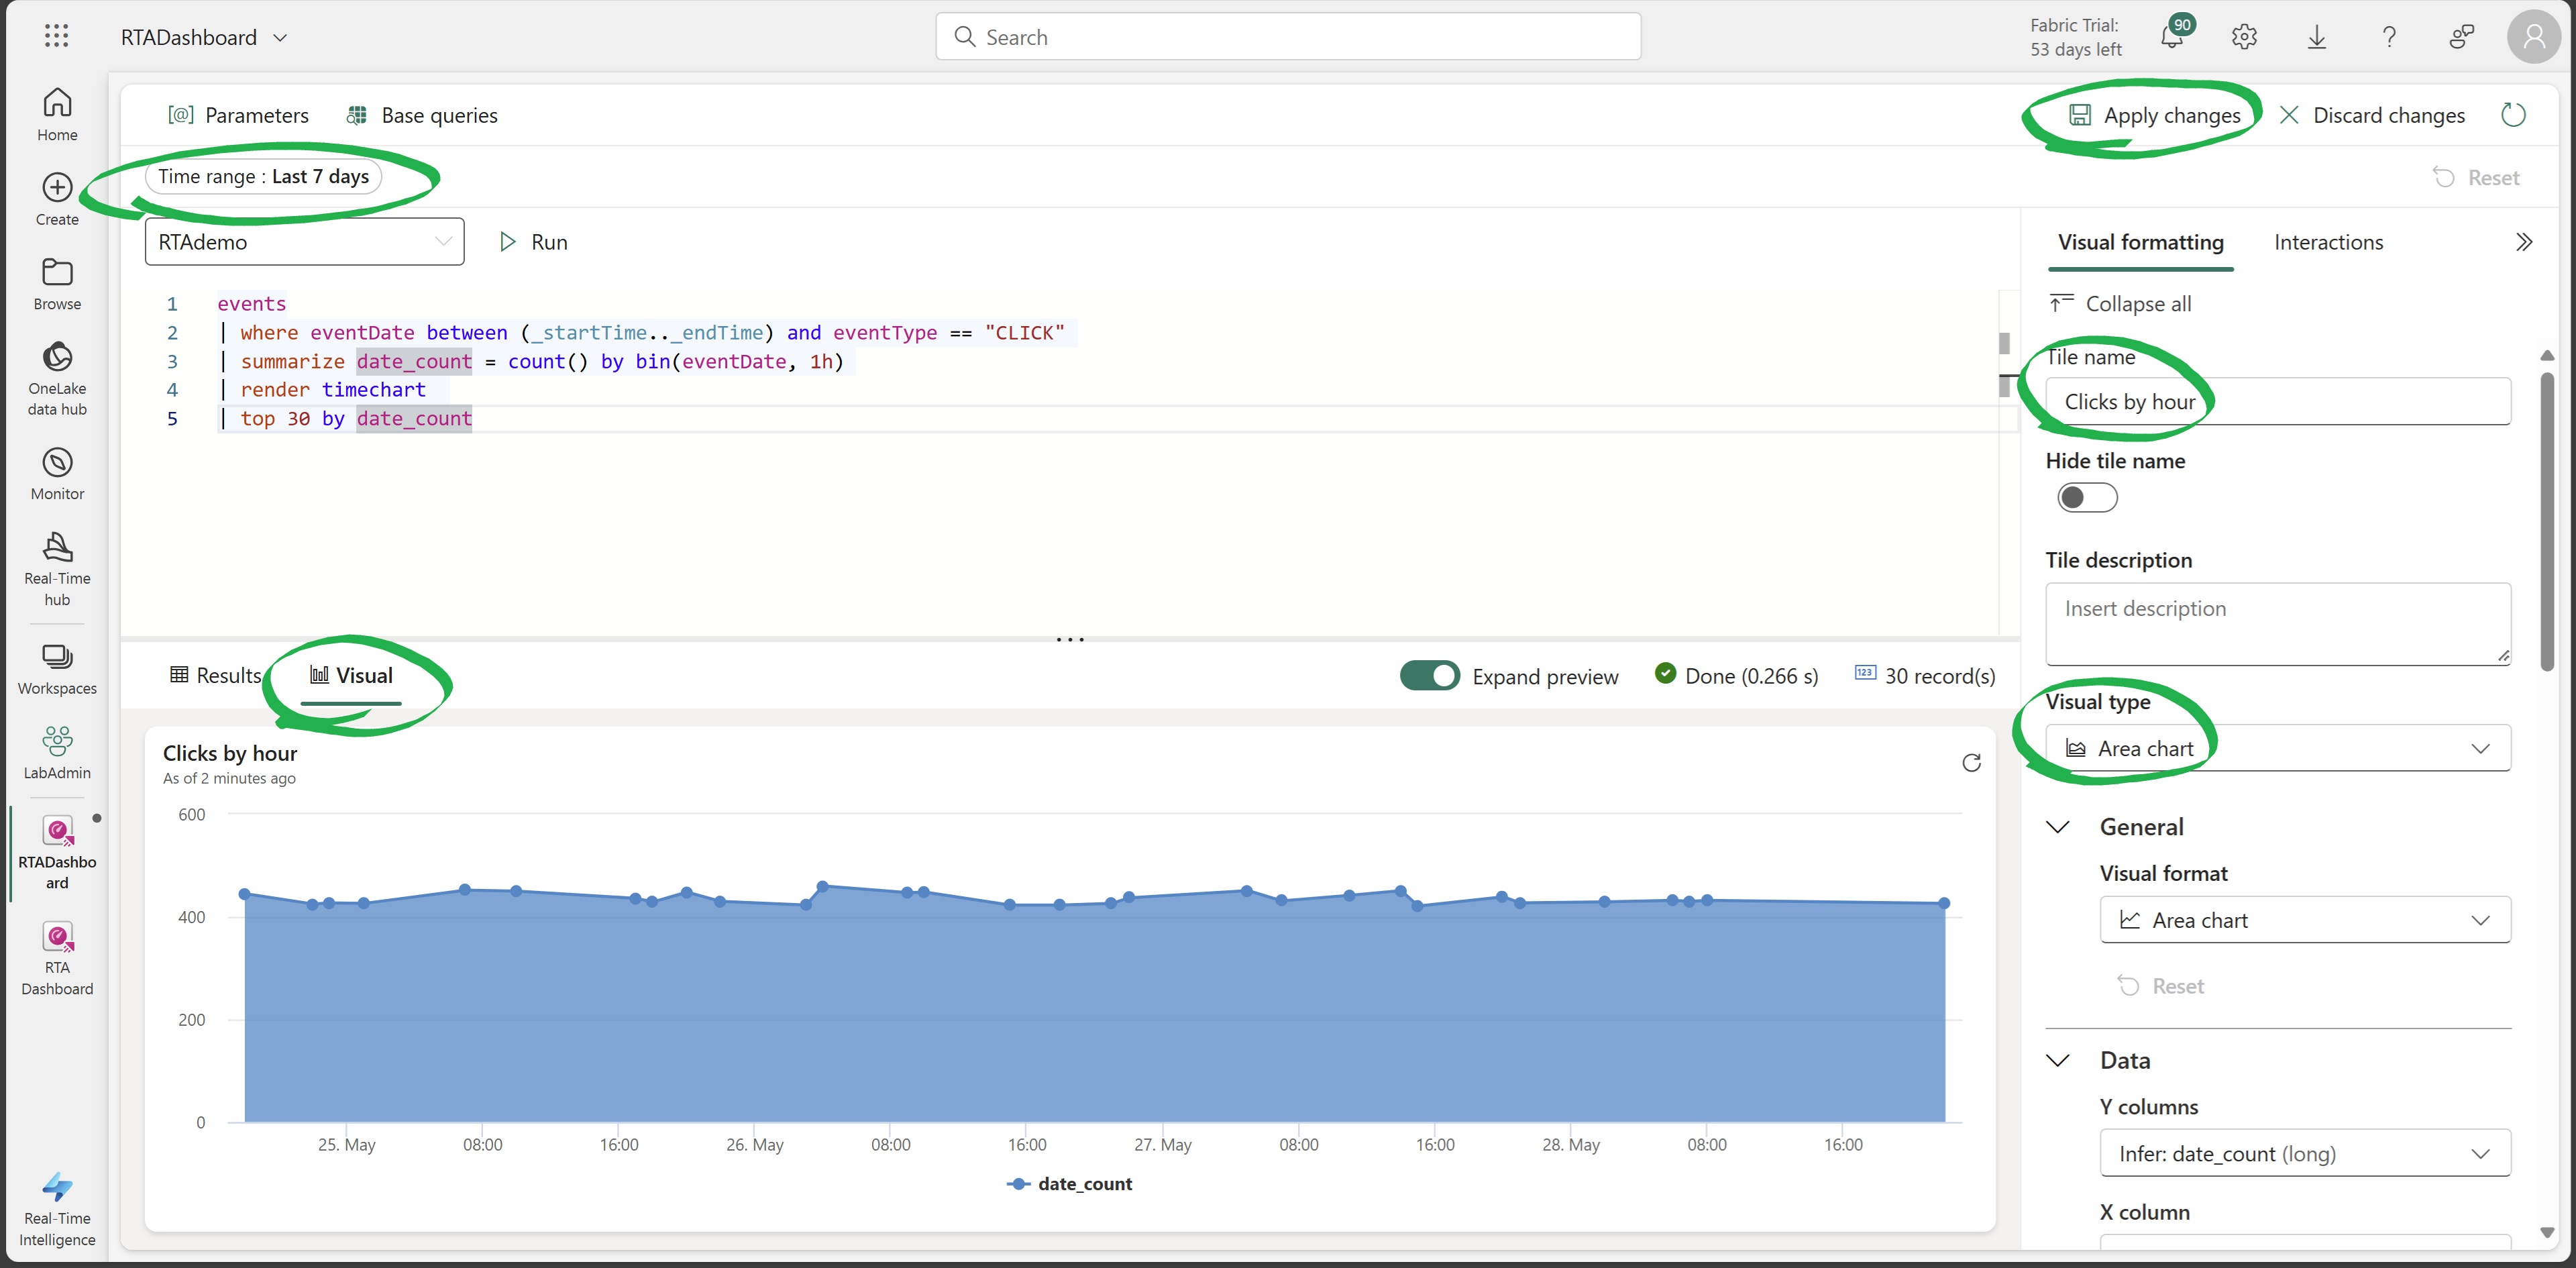 RTADashboard
Search
Fabric Trial:
53 days left
90
Home
Create
Browse
OneLake
data hub
Monitor
Real-Time
hub
Workspaces
LabAdmin
RTADashbo
ard
RTA
Dashboard
Real-Time
Intelligence
[@] Parameters
Base queries
Apply changes
Discard changes
Time range : Last 7 days
Reset
RTAdemo
Run
1 events
2 | where eventDate between (_startTime.._endTime) and eventType == "CLICK"
3 | summarize date_count = count() by bin(eventDate, 1h)
4 | render timechart
5 | top 30 by date_count
Results
Visual
Expand preview
Done (0.266 s)
123
30 record(s)
Clicks by hour
As of 2 minutes ago
600
400
200
0
25. May
08:00
16:00
26. May
08:00
16:00
27. May
08:00
16:00
28. May
08:00
16:00
date_count
Visual formatting
Interactions
Collapse all
Tile name
Clicks by hour
Hide tile name
Tile description
Insert description
Visual type
Area chart
General
Visual format
Area chart
Reset
Data
Y columns
Infer: date_count (long)
X column